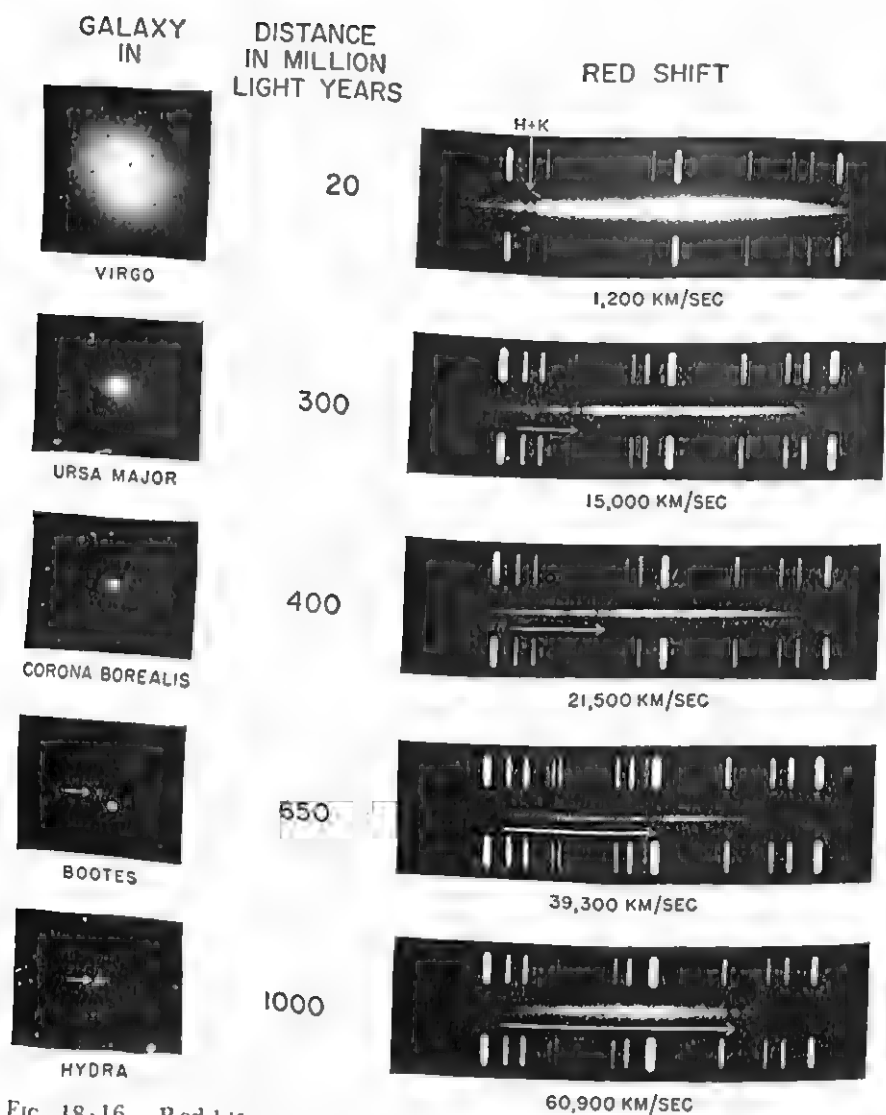 GALAXY
IN
DISTANCE
IN MILLION
LIGHT YEARS
RED SHIFT
H+K
20
VIRGO
1,200 KM/SEC
300
URSA MAJOR
15,000 KM/SEC
400
CORONA BOREALIS
21,500 KM/SEC
650
BOOTES
39,300 KM/SEC
1000
HYDRA
60,900 KM/SEC